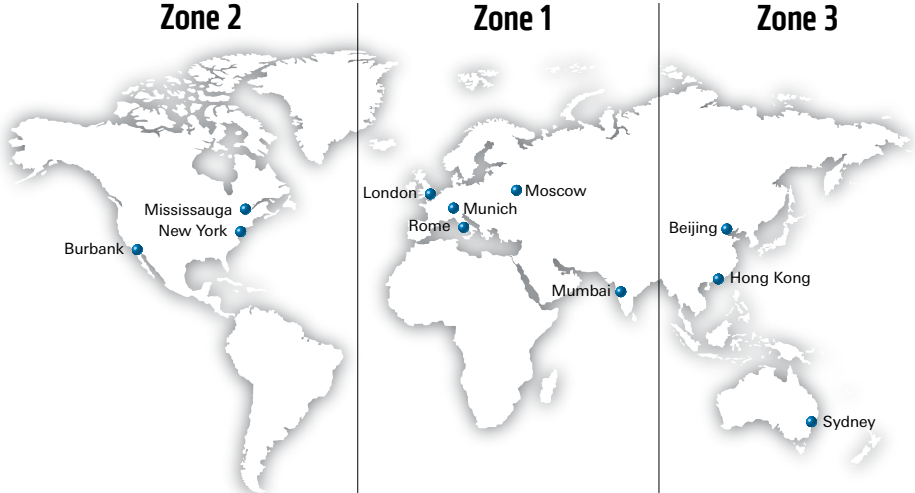 Zone 2
Zone 1
Zone 3
London
Moscow
Mississauga
Munich
New York
Rome
Beijing
Burbank
Hong Kong
Mumbai
Sydney